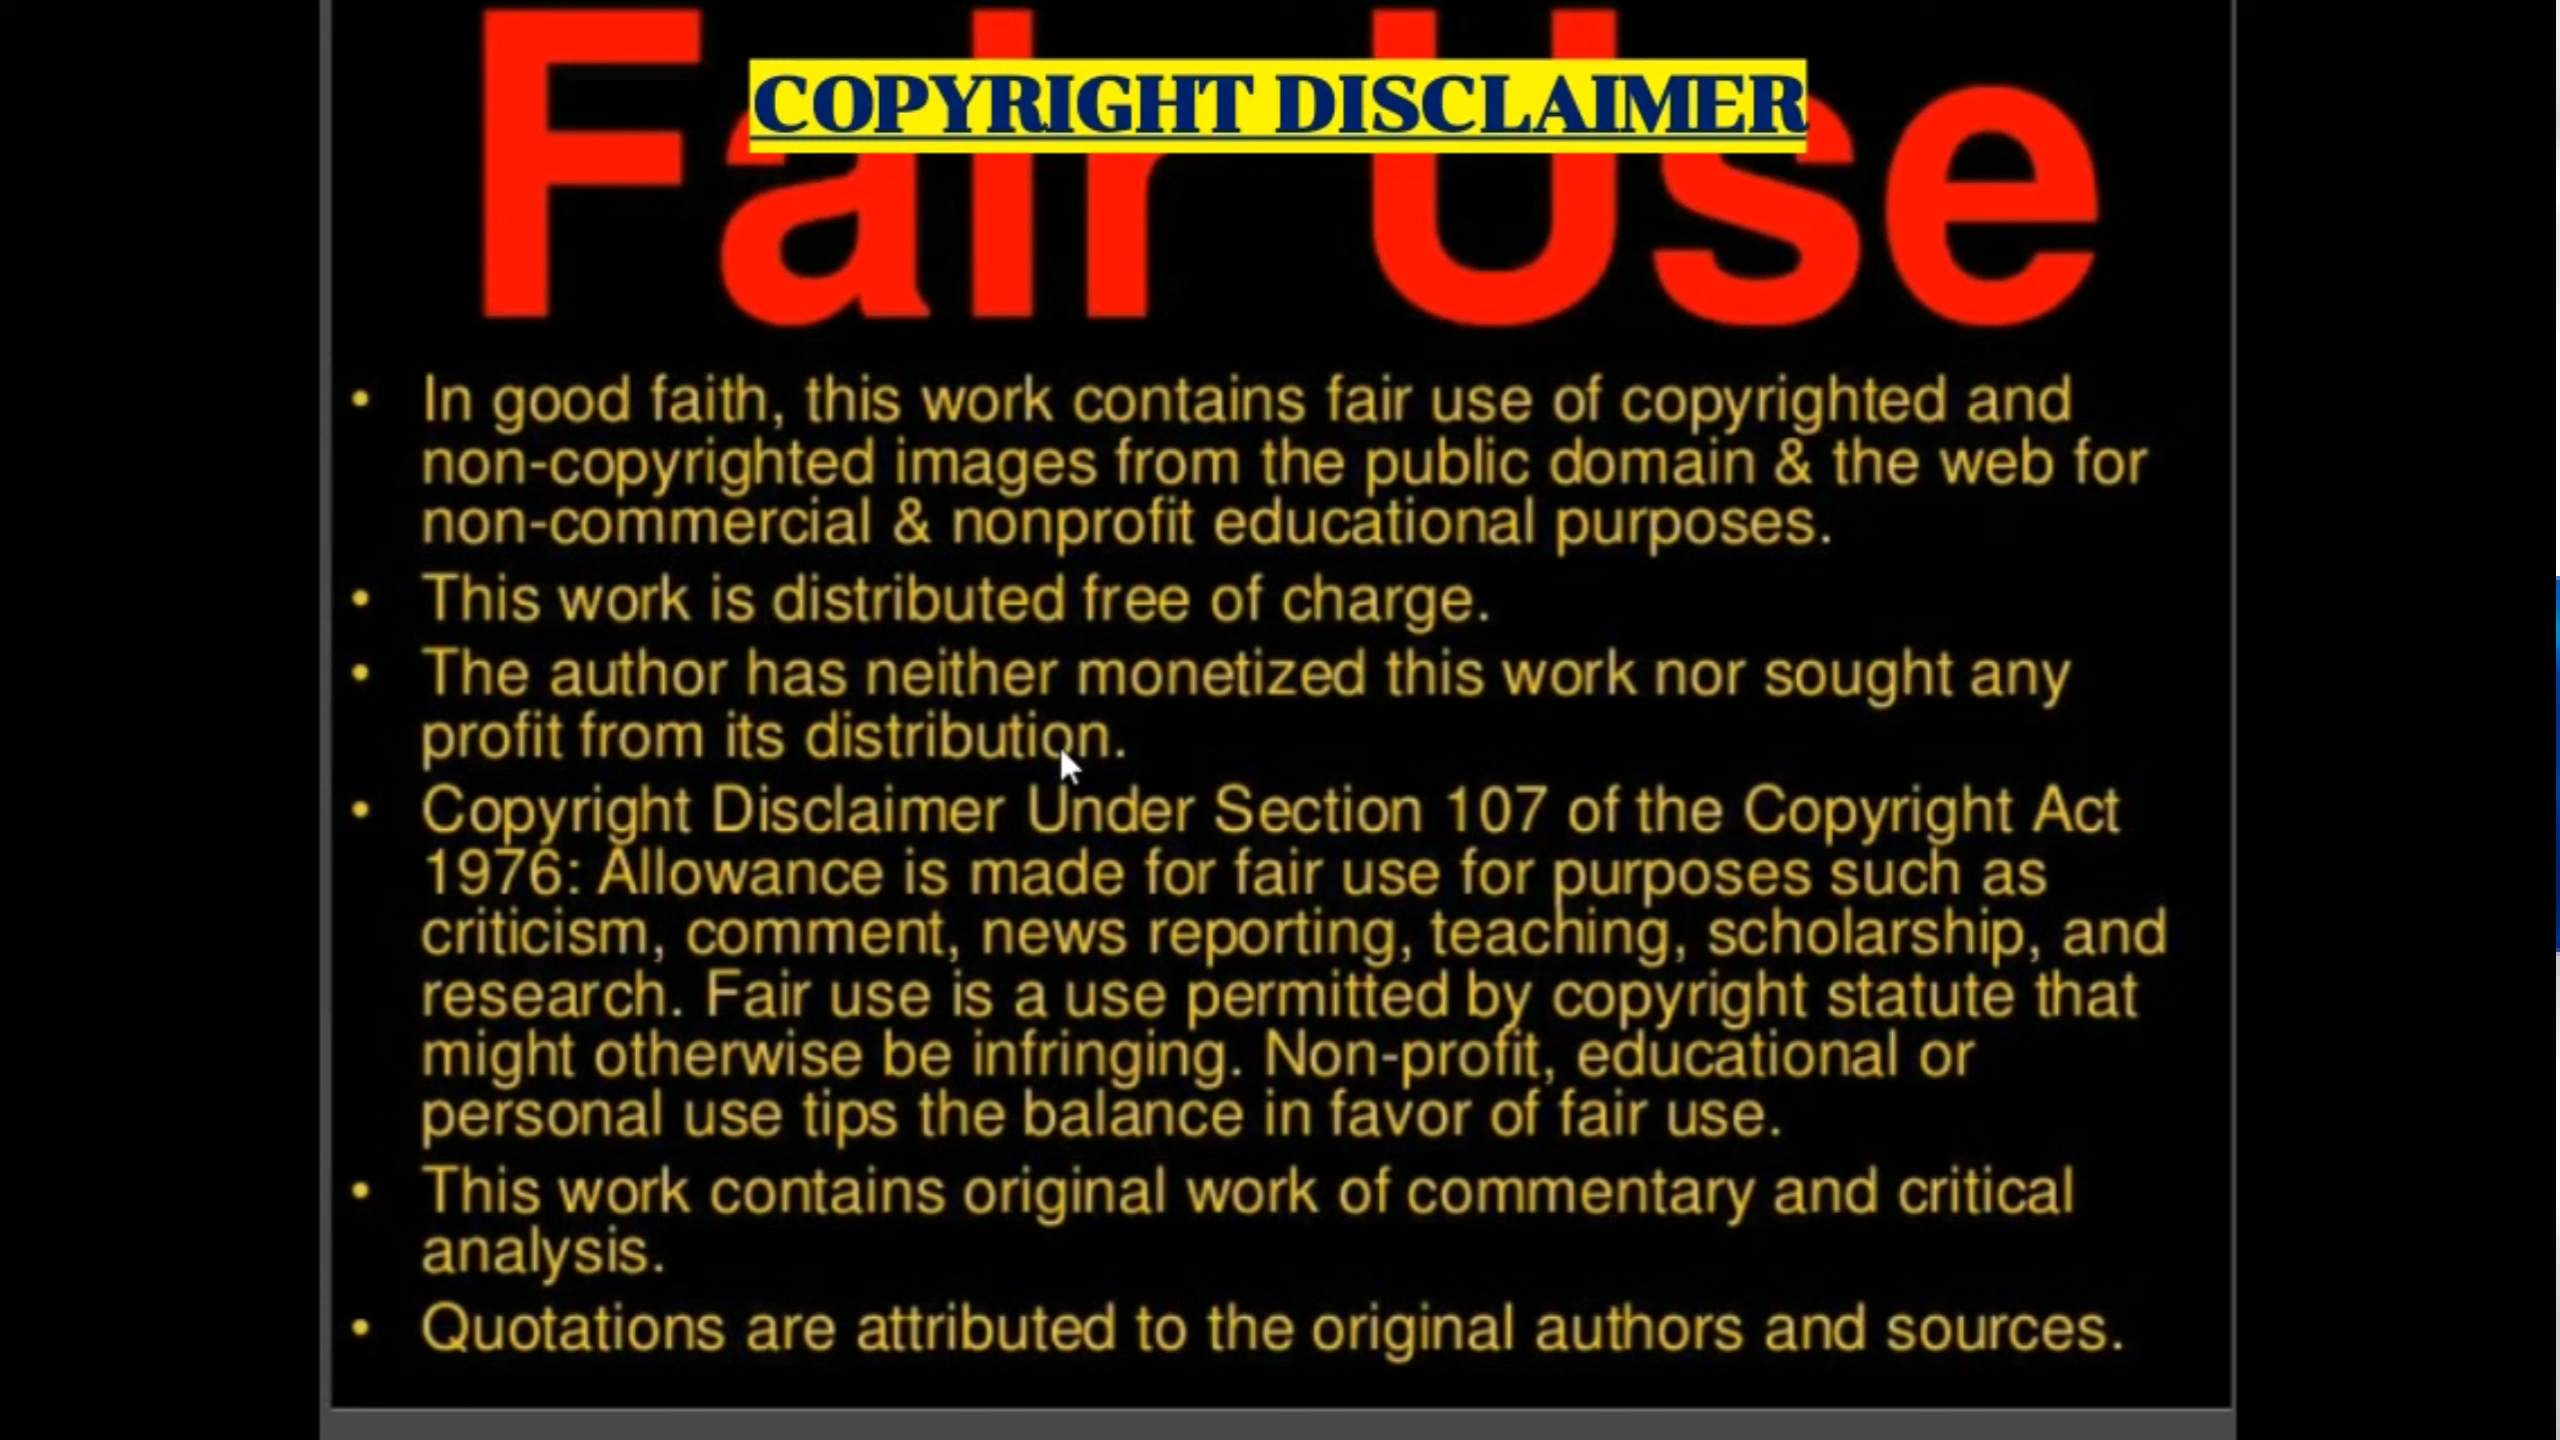 Fair Use
COPYRIGHT DISCLAIMER
• In good faith, this work contains fair use of copyrighted and
non-copyrighted images from the public domain & the web for
non-commercial & nonprofit educational purposes.
• This work is distributed free of charge.
• The author has neither monetized this work nor sought any
profit from its distribution.
• Copyright Disclaimer Under Section 107 of the Copyright Act
1976: Allowance is made for fair use for purposes such as
criticism, comment, news reporting, teaching, scholarship, and
research. Fair use is a use permitted by copyright statute that
might otherwise be infringing. Non-profit, educational or
personal use tips the balance in favor of fair use.
• This work contains original work of commentary and critical
analysis.
• Quotations are attributed to the original authors and sources.